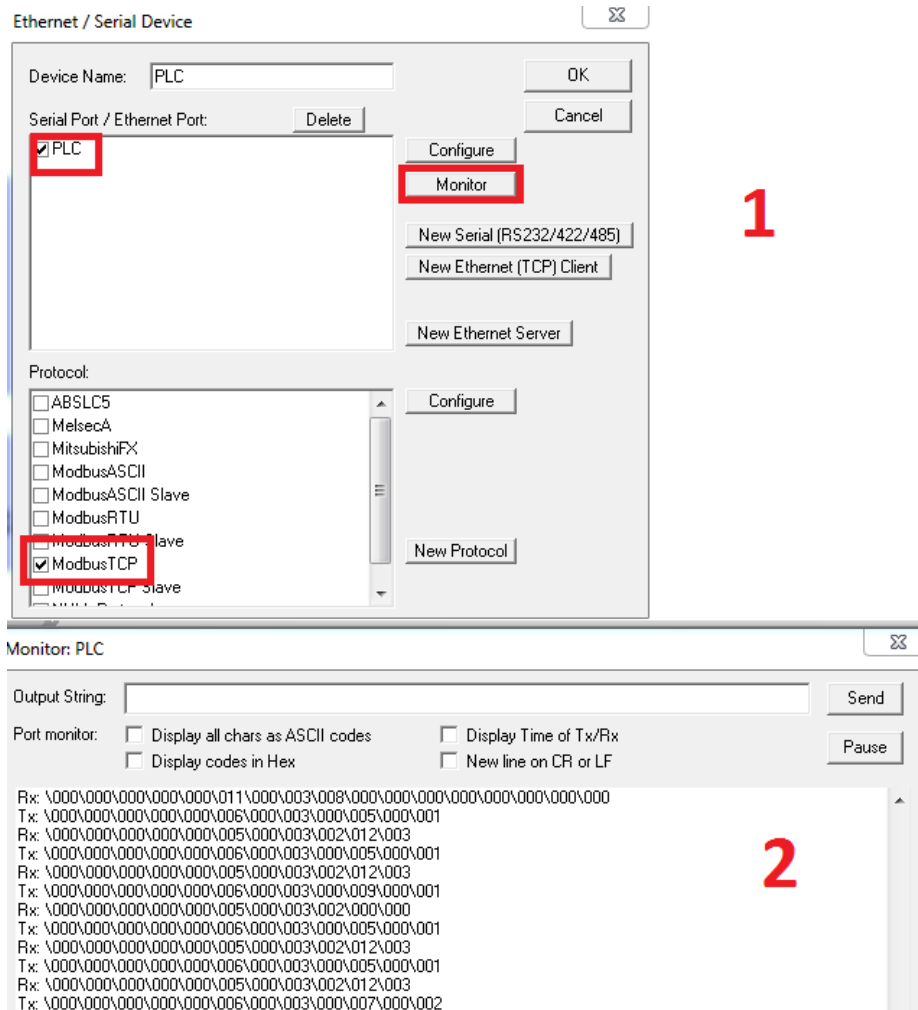 Ethernet / Serial Device
Device Name: PLC
OK
Serial Port / Ethernet Port: Delete
Cancel
PLC
Configure
Monitor
1
New Serial (RS232/422/485)
New Ethernet (TCP) Client
New Ethernet Server
Protocol:
ABSLC5
Configure
MelsecA
MitsubishiFX
ModbusASCII
ModbusASCII Slave
ModbusRTU
ModbusRTU Slave
New Protocol
ModbusTCP
ModbusTCP Slave
Monitor: PLC
Output String: Send
Port monitor: Display all chars as ASCII codes Display Time of Tx/Rx
Pause
Display codes in Hex New line on CR or LF
Rx: \000\000\000\000\000\011\000\003\008\000\000\000\000\000\000\000\000
Tx: \000\000\000\000\000\006\000\003\000\005\000\001
Rx: \000\000\000\000\000\005\000\003\002\012\003
Tx: \000\000\000\000\000\006\000\003\000\005\000\001
Rx: \000\000\000\000\000\005\000\003\002\012\003
Tx: \000\000\000\000\000\006\000\003\000\009\000\001
Rx: \000\000\000\000\000\005\000\003\002\000\000
Tx: \000\000\000\000\000\006\000\003\000\005\000\001
Rx: \000\000\000\000\000\005\000\003\002\012\003
Tx: \000\000\000\000\000\006\000\003\000\005\000\001
Rx: \000\000\000\000\000\005\000\003\002\012\003
Tx: \000\000\000\000\000\006\000\003\000\007\000\002
2